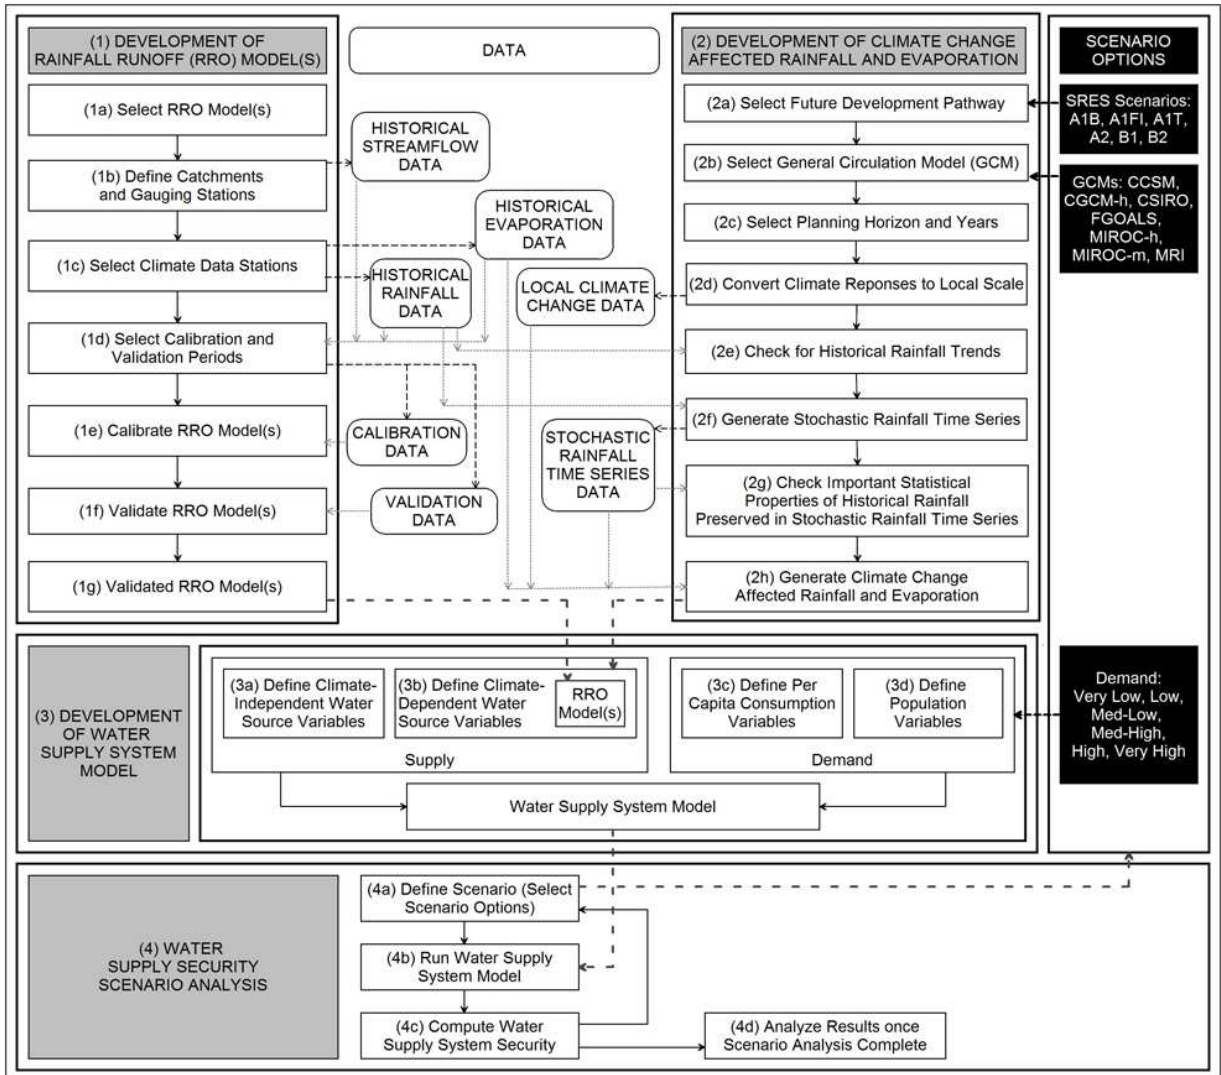 (1) DEVELOPMENT OF
RAINFALL RUNOFF (RRO) MODEL(S)
(1a) Select RRO Model(s)
(1b) Define Catchments
and Gauging Stations
(1c) Select Climate Data Stations
(1d) Select Calibration and
Validation Periods
(1e) Calibrate RRO Model(s)
(1f) Validate RRO Model(s)
(1g) Validated RRO Model(s)
DATA
HISTORICAL
STREAMFLOW
DATA
HISTORICAL
EVAPORATION
DATA
HISTORICAL
RAINFALL
DATA
LOCAL CLIMATE
CHANGE DATA
CALIBRATION
DATA
STOCHASTIC
RAINFALL
TIME SERIES
DATA
VALIDATION
DATA
(2) DEVELOPMENT OF CLIMATE CHANGE
AFFECTED RAINFALL AND EVAPORATION
(2a) Select Future Development Pathway
(2b) Select General Circulation Model (GCM)
(2c) Select Planning Horizon and Years
(2d) Convert Climate Reponses to Local Scale
(2e) Check for Historical Rainfall Trends
(2f) Generate Stochastic Rainfall Time Series
(2g) Check Important Statistical
Properties of Historical Rainfall
Preserved in Stochastic Rainfall Time Series
(2h) Generate Climate Change
Affected Rainfall and Evaporation
SCENARIO
OPTIONS
SRES Scenarios:
A1B, A1FI, A1T,
A2, B1, B2
GCMs: CCSM,
CGCM-h, CSIRO,
FGOALS,
MIROC-h,
MIROC-m, MRI
Demand:
Very Low, Low,
Med-Low,
Med-High,
High, Very High
(3) DEVELOPMENT
OF WATER
SUPPLY SYSTEM
MODEL
(3a) Define Climate-
Independent Water
Source Variables
(3b) Define Climate-
Dependent Water
Source Variables
RRO
Model(s)
Supply
(3c) Define Per
Capita Consumption
Variables
(3d) Define
Population
Variables
Demand
Water Supply System Model
(4) WATER
SUPPLY SECURITY
SCENARIO ANALYSIS
(4a) Define Scenario (Select
Scenario Options)
(4b) Run Water Supply
System Model
(4c) Compute Water
Supply System Security
(4d) Analyze Results once
Scenario Analysis Complete